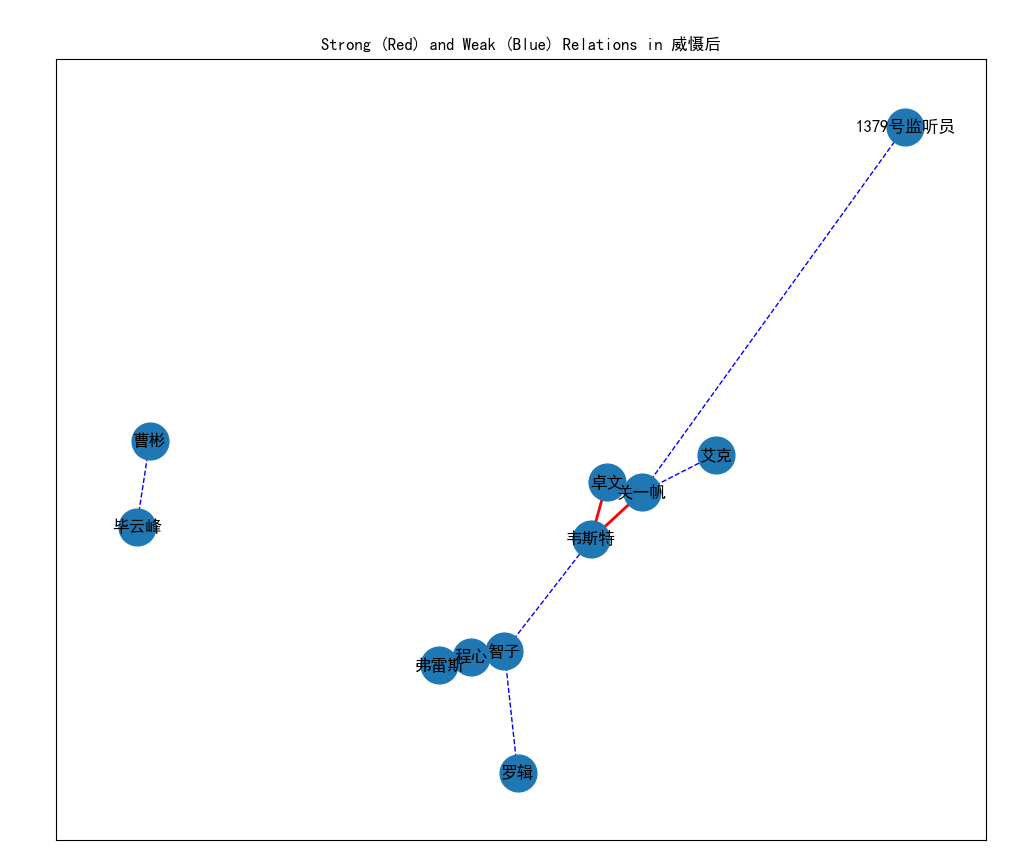 Strong (Red) and Weak (Blue) Relations in 威慑后
1379号监听员
曹彬
艾克
卓文
关一帆
毕云峰
韦斯特
智子
程心
弗雷斯
罗辑